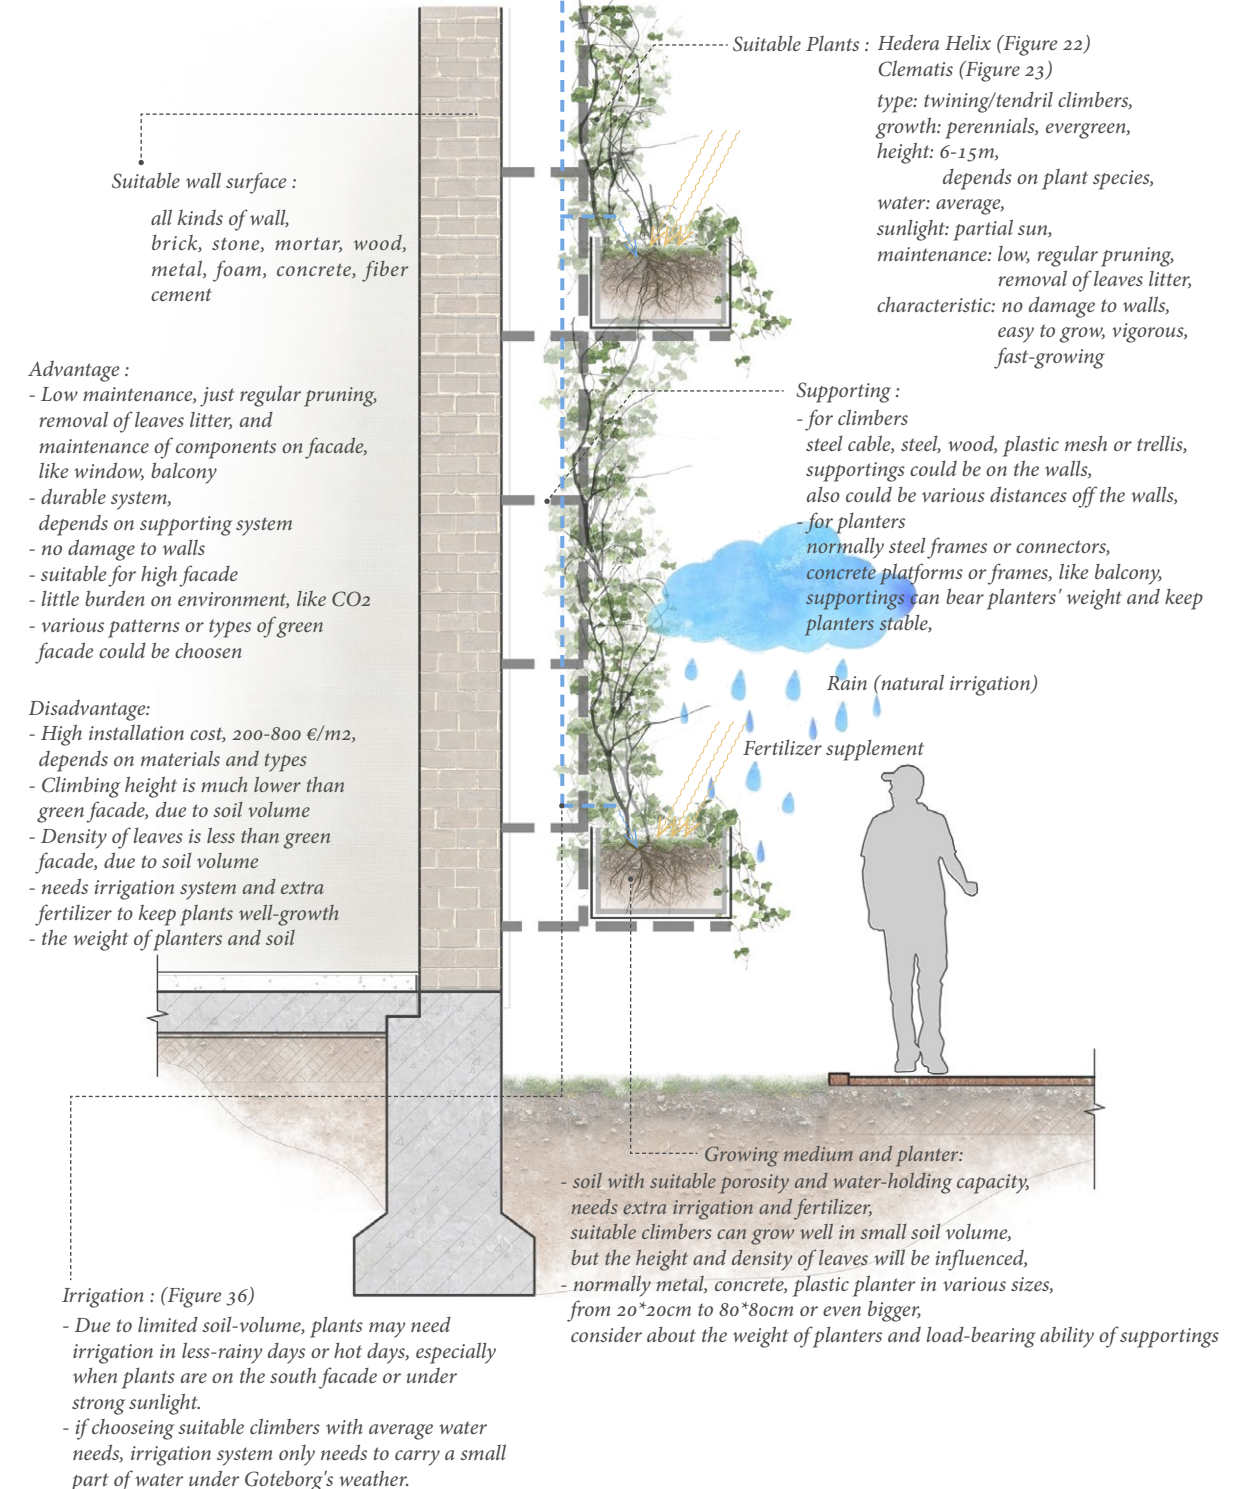 Suitable Plants : Hedera Helix (Figure 22)
Clematis (Figure 23)
type: twining/tendril climbers,
growth: perennials, evergreen,
height: 6-15m,
depends on plant species,
water: average,
sunlight: partial sun,
maintenance: low, regular pruning,
removal of leaves litter,
characteristic: no damage to walls,
easy to grow, vigorous,
fast-growing
Suitable wall surface :
all kinds of wall,
brick, stone, mortar, wood,
metal, foam, concrete, fiber
cement
Advantage :
- Low maintenance, just regular pruning,
removal of leaves litter, and
maintenance of components on facade,
like window, balcony
- durable system,
depends on supporting system
- no damage to walls
- suitable for high facade
- little burden on environment, like CO2
- various patterns or types of green
facade could be choosen
Supporting :
- for climbers
steel cable, steel, wood, plastic mesh or trellis,
supportings could be on the walls,
also could be various distances off the walls,
- for planters
normally steel frames or connectors,
concrete platforms or frames, like balcony,
supportings can bear planters' weight and keep
planters stable,
Rain (natural irrigation)
Fertilizer supplement
Disadvantage:
- High installation cost, 200-800 €/m2,
depends on materials and types
- Climbing height is much lower than
green facade, due to soil volume
- Density of leaves is less than green
facade, due to soil volume
- needs irrigation system and extra
fertilizer to keep plants well-growth
- the weight of planters and soil
Growing medium and planter:
- soil with suitable porosity and water-holding capacity,
needs extra irrigation and fertilizer,
suitable climbers can grow well in small soil volume,
but the height and density of leaves will be influenced,
- normally metal, concrete, plastic planter in various sizes,
from 20*20cm to 80*80cm or even bigger,
consider about the weight of planters and load-bearing ability of supportings
Irrigation : (Figure 36)
- Due to limited soil-volume, plants may need
irrigation in less-rainy days or hot days, especially
when plants are on the south facade or under
strong sunlight.
- if chooseing suitable climbers with average water
needs, irrigation system only needs to carry a small
part of water under Goteborg's weather.